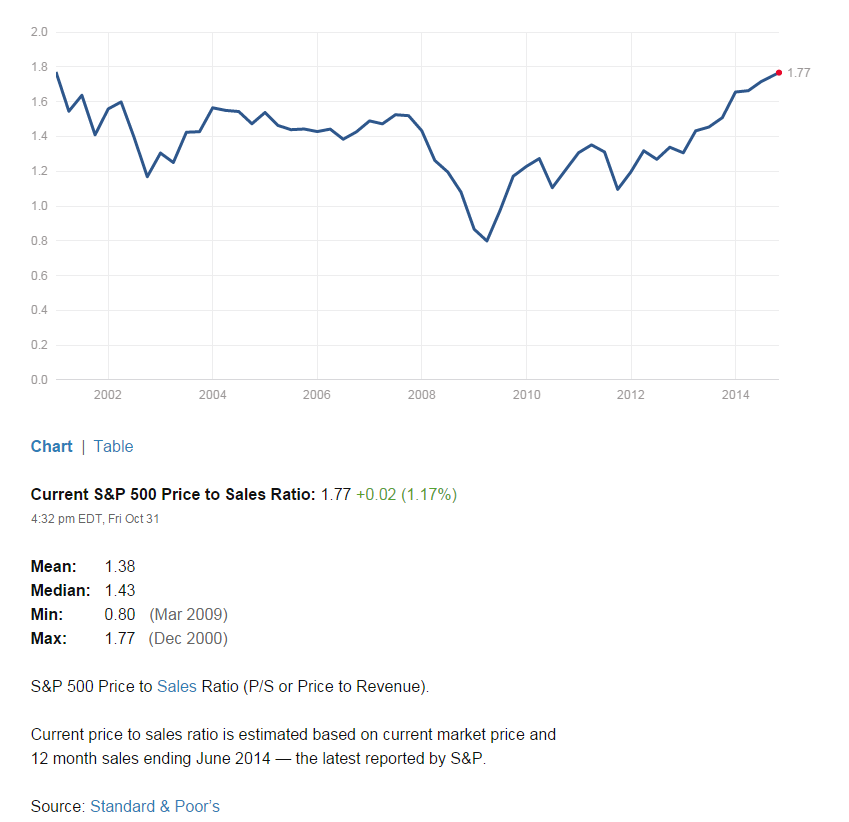 2.0
1.8
1.77
1.6
1.4
1.2
1.0
0.8
0.6
0.4
0.2
0.0
2002 2004 2006 2008 2010 2012 2014
Chart | Table
Current S&P 500 Price to Sales Ratio: 1.77 +0.02 (1.17%)
4:32 pm EDT, Fri Oct 31
Mean: 1.38
Median: 1.43
Min: 0.80 (Mar 2009)
Max: 1.77 (Dec 2000)
S&P 500 Price to Sales Ratio (P/S or Price to Revenue).
Current price to sales ratio is estimated based on current market price and
12 month sales ending June 2014 — the latest reported by S&P.
Source: Standard & Poor’s